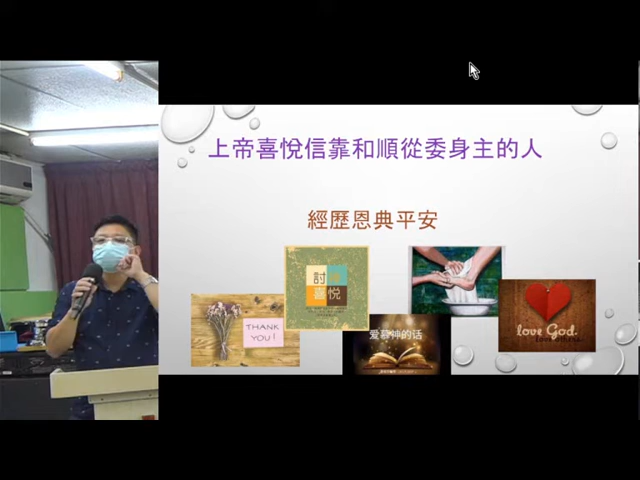 上帝喜悅信靠和順從委身主的人
經歷恩典平安
討
喜悅
THANK
YOU!
爱慕神的话
love God.